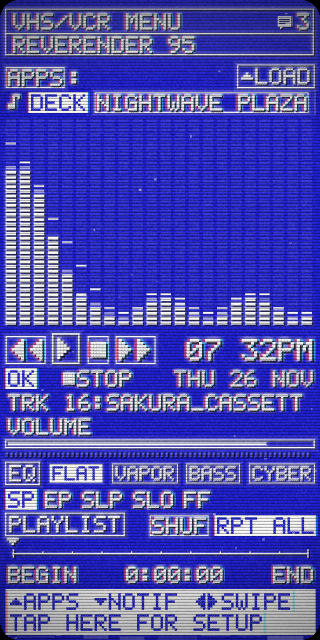 VHS/VCR MENU 3
REVERENDER 95
APPS: LOAD
DECK NIGHTWAVE PLAZA
07 32PM
OK STOP THU 26 NOV
TRK 16:SAKURA_CASSETT
VOLUME
EQ FLAT VAPOR BASS CYBER
SP EP SLP SLO FF
PLAYLIST SHUF RPT ALL
BEGIN 0:00:00 END
APPS NOTIF SWIPE
TAP HERE FOR SETUP